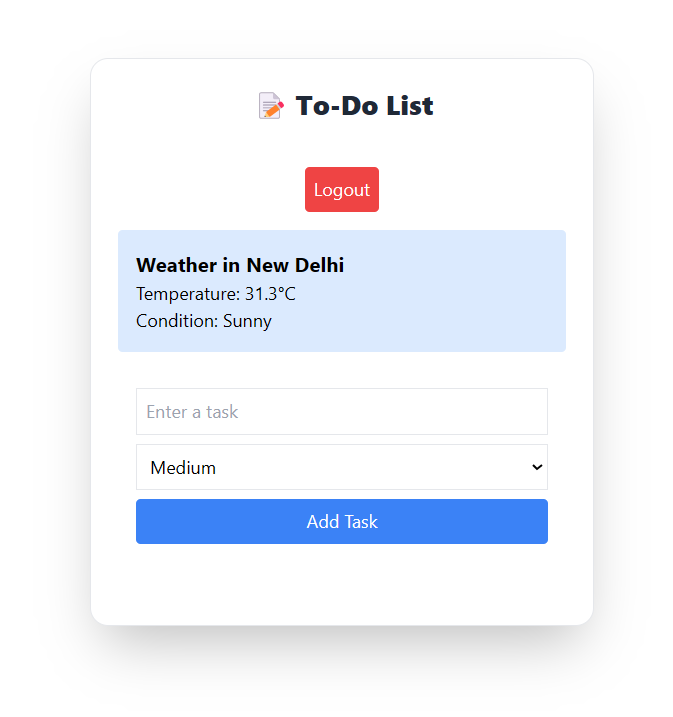 📝 To-Do List
Logout
Weather in New Delhi
Temperature: 31.3°C
Condition: Sunny
Enter a task
Medium
Add Task